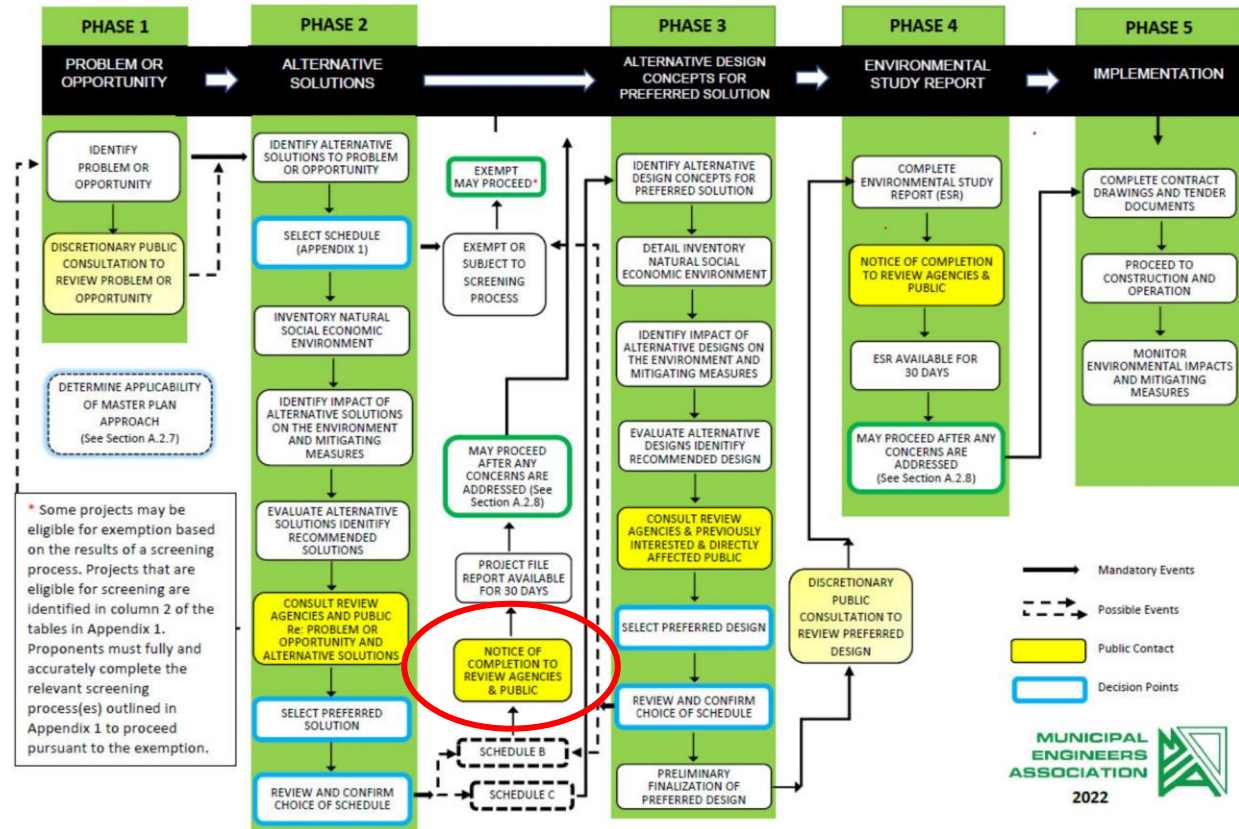 PHASE 1
PROBLEM OR
OPPORTUNITY
IDENTIFY
PROBLEM OR
OPPORTUNITY
DISCRETIONARY PUBLIC
CONSULTATION TO
REVIEW PROBLEM OR
OPPORTUNITY
DETERMINE APPLICABILITY
OF MASTER PLAN
APPROACH
(See Section A.2.7)
* Some projects may be
eligible for exemption based
on the results of a screening
process. Projects that are
eligible for screening are
identified in column 2 of the
tables in Appendix 1.
Proponents must fully and
accurately complete the
relevant screening
process(es) outlined in
Appendix 1 to proceed
pursuant to the exemption.
PHASE 2
ALTERNATIVE
SOLUTIONS
IDENTIFY ALTERNATIVE
SOLUTIONS TO PROBLEM
OR OPPORTUNITY
SELECT SCHEDULE
(APPENDIX 1)
INVENTORY NATURAL
SOCIAL ECONOMIC
ENVIRONMENT
IDENTIFY IMPACT OF
ALTERNATIVE SOLUTIONS
ON THE ENVIRONMENT
AND MITIGATING
MEASURES
EVALUATE ALTERNATIVE
SOLUTIONS IDENTIFY
RECOMMENDED
SOLUTIONS
CONSULT REVIEW
AGENCIES AND PUBLIC
Re: PROBLEM OR
OPPORTUNITY AND
ALTERNATIVE SOLUTIONS
SELECT PREFERRED
SOLUTION
REVIEW AND CONFIRM
CHOICE OF SCHEDULE
EXEMPT
MAY PROCEED*
EXEMPT OR
SUBJECT TO
SCREENING
PROCESS
MAY PROCEED
AFTER ANY
CONCERNS ARE
ADDRESSED (See
Section A.2.8)
PROJECT FILE
REPORT AVAILABLE
FOR 30 DAYS
NOTICE OF
COMPLETION TO
REVIEW AGENCIES
& PUBLIC
SCHEDULE B
SCHEDULE C
PHASE 3
ALTERNATIVE DESIGN
CONCEPTS FOR
PREFERRED SOLUTION
IDENTIFY ALTERNATIVE
DESIGN CONCEPTS FOR
PREFERRED SOLUTION
DETAIL INVENTORY
NATURAL SOCIAL
ECONOMIC ENVIRONMENT
IDENTIFY IMPACT OF
ALTERNATIVE DESIGNS ON
THE ENVIRONMENT AND
MITIGATING MEASURES
EVALUATE ALTERNATIVE
DESIGNS IDENTIFY
RECOMMENDED DESIGN
CONSULT REVIEW
AGENCIES & PREVIOUSLY
INTERESTED & DIRECTLY
AFFECTED PUBLIC
SELECT PREFERRED DESIGN
REVIEW AND CONFIRM
CHOICE OF SCHEDULE
PRELIMINARY
FINALIZATION OF
PREFERRED DESIGN
DISCRETIONARY
PUBLIC
CONSULTATION TO
REVIEW PREFERRED
DESIGN
PHASE 4
ENVIRONMENTAL
STUDY REPORT
COMPLETE
ENVIRONMENTAL STUDY
REPORT (ESR)
NOTICE OF COMPLETION
TO REVIEW AGENCIES &
PUBLIC
ESR AVAILABLE FOR
30 DAYS
MAY PROCEED AFTER ANY
CONCERNS ARE
ADDRESSED
(See Section A.2.8)
PHASE 5
IMPLEMENTATION
COMPLETE CONTRACT
DRAWINGS AND TENDER
DOCUMENTS
PROCEED TO
CONSTRUCTION AND
OPERATION
MONITOR
ENVIRONMENTAL IMPACTS
AND MITIGATING
MEASURES
Mandatory Events
Possible Events
Public Contact
Decision Points
MUNICIPAL
ENGINEERS
ASSOCIATION
2022